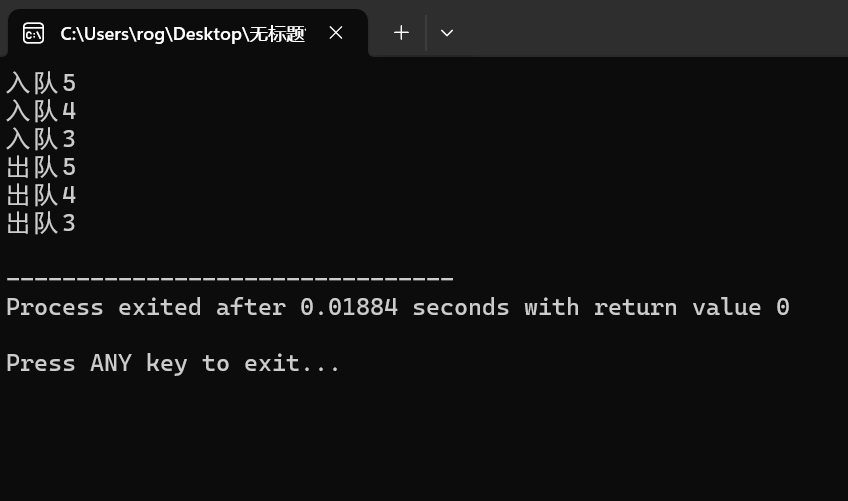 C:\Users\rog\Desktop\无标题
入队5
入队4
入队3
出队5
出队4
出队3
--------------------------------
Process exited after 0.01884 seconds with return value 0
Press ANY key to exit...